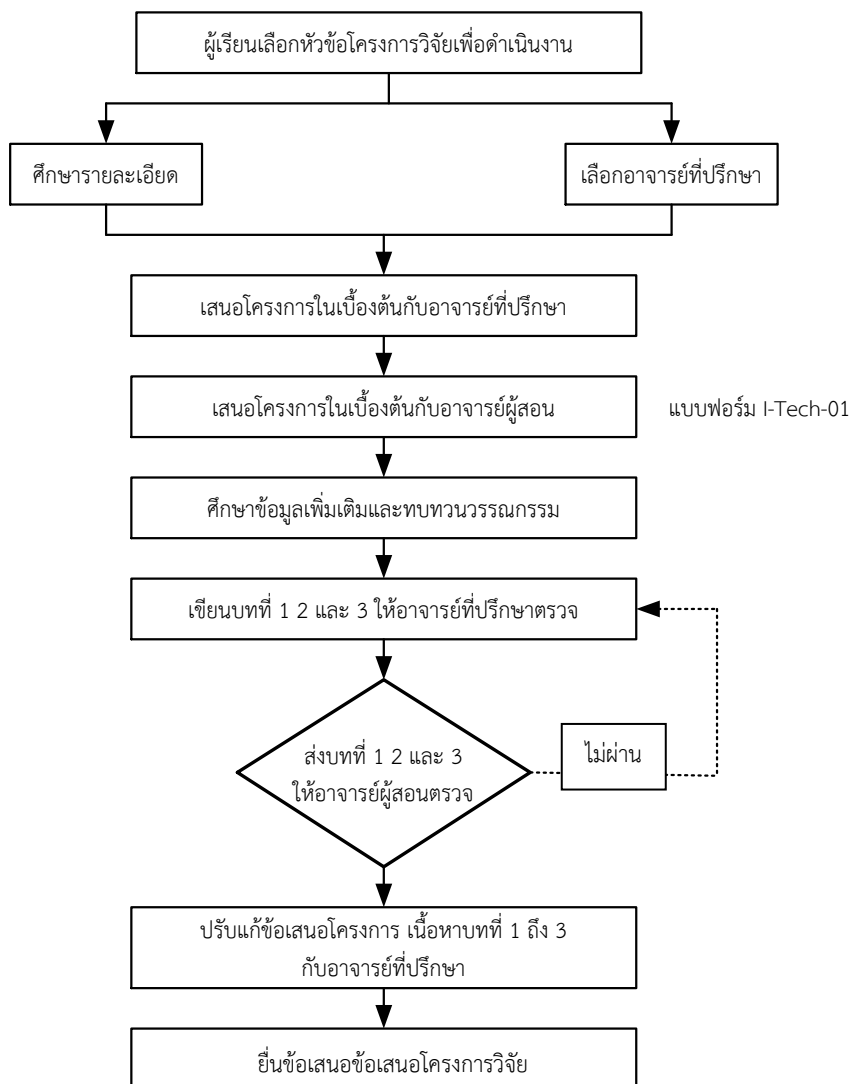 ผู้เรียนเลือกหัวข้อโครงการวิจัยเพื่อดำเนินงาน
ศึกษารายละเอียด
เลือกอาจารย์ที่ปรึกษา
เสนอโครงการในเบื้องต้นกับอาจารย์ที่ปรึกษา
เสนอโครงการในเบื้องต้นกับอาจารย์ผู้สอน
แบบฟอร์ม I-Tech-01
ศึกษาข้อมูลเพิ่มเติมและทบทวนวรรณกรรม
เขียนบทที่ 1 2 และ 3 ให้อาจารย์ที่ปรึกษาตรวจ
ส่งบทที่ 1 2 และ 3
ให้อาจารย์ผู้สอนตรวจ
ไม่ผ่าน
ปรับแก้ข้อเสนอโครงการ เนื้อหาบทที่ 1 ถึง 3
กับอาจารย์ที่ปรึกษา
ยื่นข้อเสนอข้อเสนอโครงการวิจัย